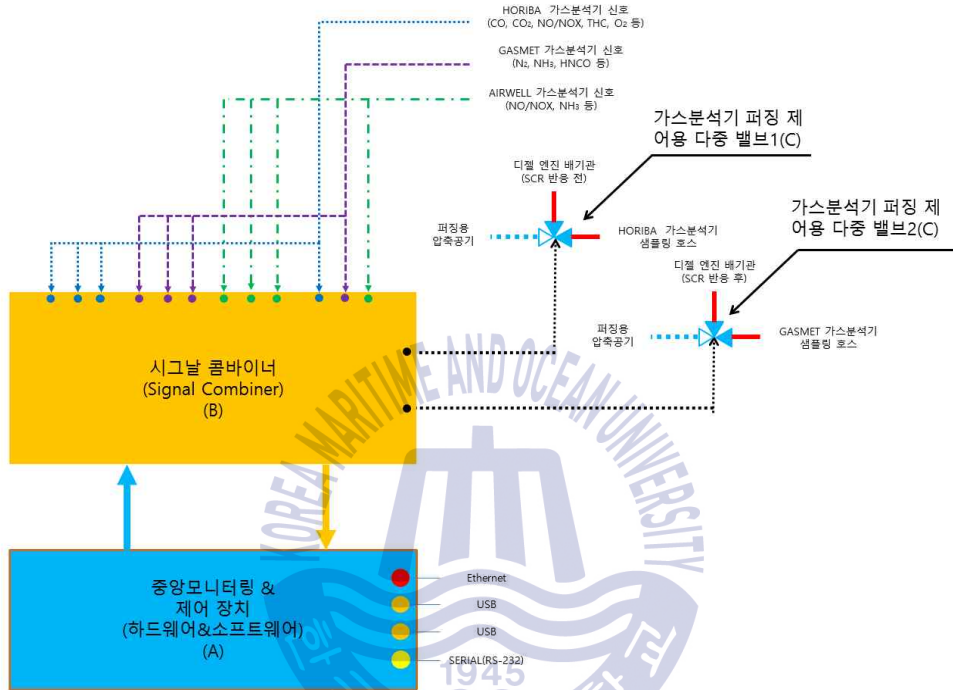 HORIBA 가스분석기 신호
(CO, CO₂, NO/NOX, THC, O₂ 등)
GASMET 가스분석기 신호
(N₂, NH₃, HNCO 등)
AIRWELL 가스분석기 신호
(NO/NOX, NH₃ 등)
가스분석기 퍼징 제
어용 다중 밸브1(C)
디젤 엔진 배기관
(SCR 반응 전)
퍼징용
압축공기
HORIBA 가스분석기
샘플링 호스
가스분석기 퍼징 제
어용 다중 밸브2(C)
디젤 엔진 배기관
(SCR 반응 후)
퍼징용
압축공기
GASMET 가스분석기
샘플링 호스
시그날 콤바이너
(Signal Combiner)
(B)
KOREA MARITIME AND OCEAN UNIVERSITY
중앙모니터링 &
제어 장치
(하드웨어&소프트웨어)
(A)
Ethernet
USB
USB
SERIAL(RS-232)
1945